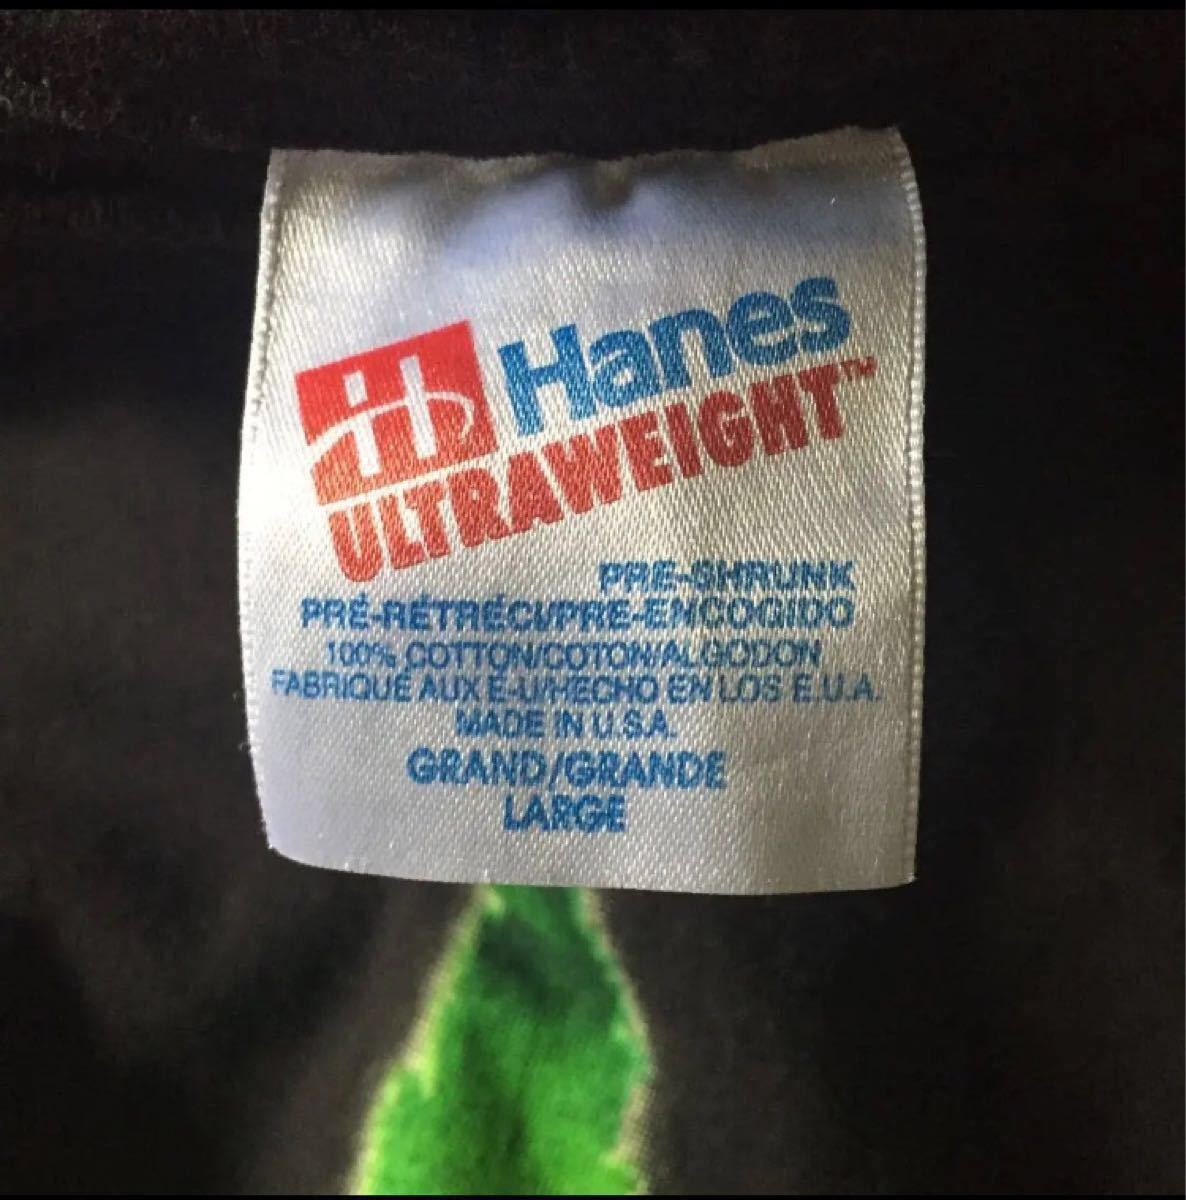 Hanes
ULTRAWEIGHT™
PRE-SHRUNK
PRÉ-RÉTRÉCI/PRE-ENCOGIDO
100% COTTON/COTON/ALGODON
FABRIQUÉ AUX É-U/HECHO EN LOS E.U.A.
MADE IN U.S.A.
GRAND/GRANDE
LARGE